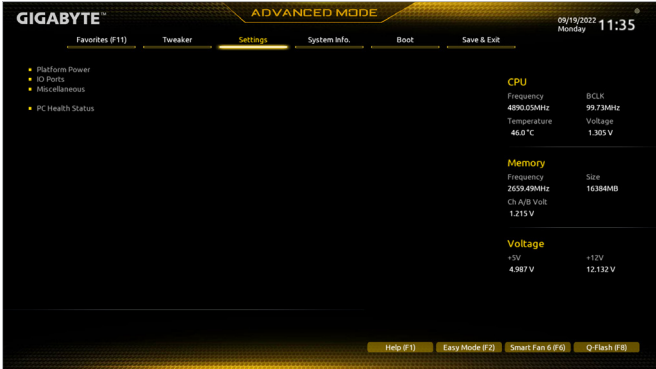 GIGABYTE™
ADVANCED MODE
09/19/2022
Monday
11:35
Favorites (F11) Tweaker Settings System Info. Boot Save & Exit
Platform Power
IO Ports
Miscellaneous
PC Health Status
CPU
Frequency BCLK
4890.05MHz 99.73MHz
Temperature Voltage
46.0 °C 1.305 V
Memory
Frequency Size
2659.49MHz 16384MB
Ch A/B Volt
1.215 V
Voltage
+5V +12V
4.987 V 12.132 V
Help (F1) Easy Mode (F2) Smart Fan 6 (F6) Q-Flash (F8)